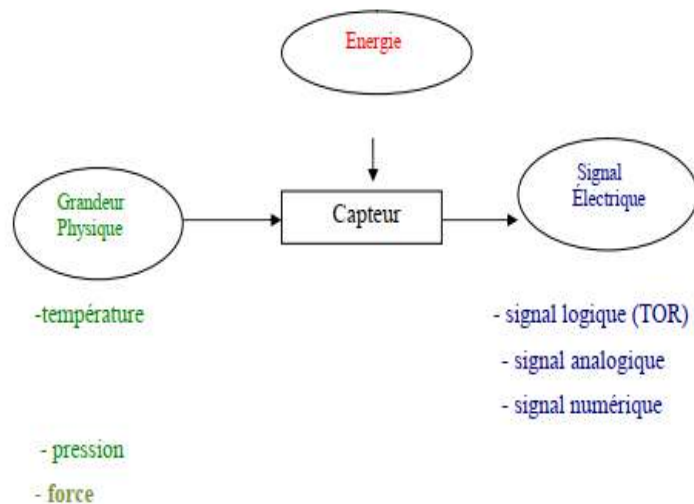 Energie
Grandeur
Physique
Capteur
Signal
Électrique
-température
- signal logique (TOR)
- signal analogique
- signal numérique
- pression
- force